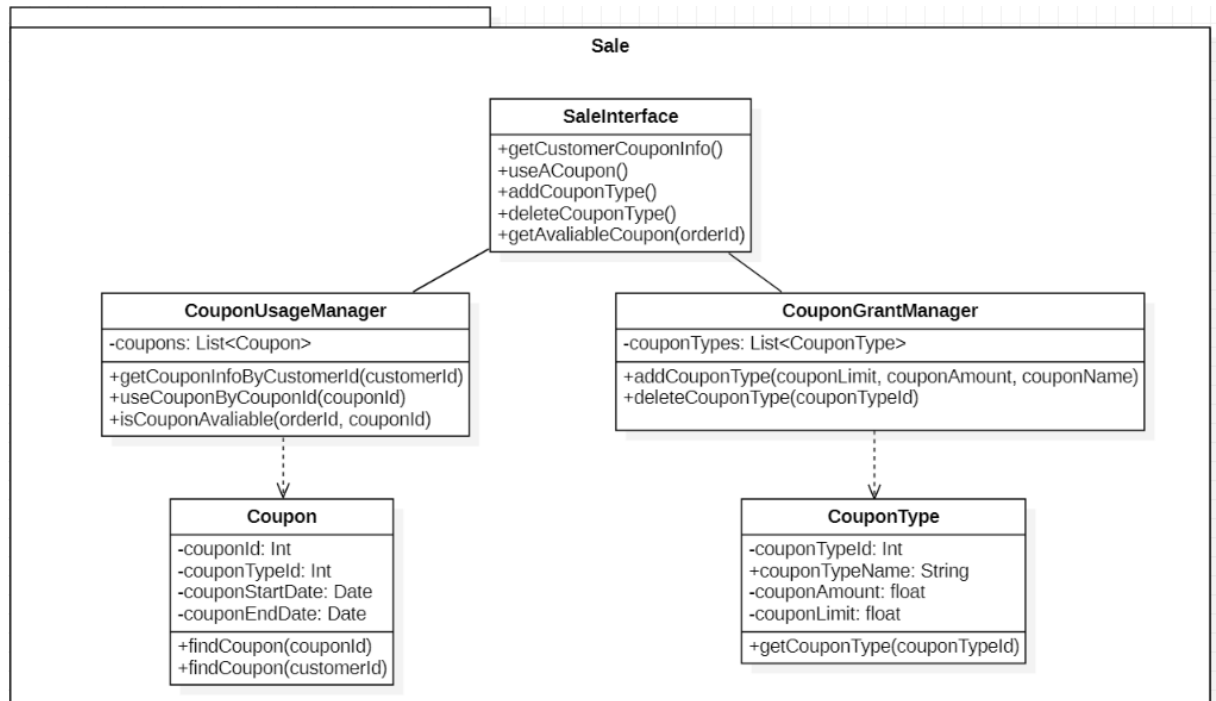 Sale
SaleInterface
+getCustomerCouponInfo()
+useACoupon()
+addCouponType()
+deleteCouponType()
+getAvaliableCoupon(orderId)
CouponUsageManager
-coupons: List<Coupon>
+getCouponInfoByCustomerId(customerId)
+useCouponByCouponId(couponId)
+isCouponAvaliable(orderId, couponId)
CouponGrantManager
-couponTypes: List<CouponType>
+addCouponType(couponLimit, couponAmount, couponName)
+deleteCouponType(couponTypeId)
Coupon
-couponId: Int
-couponTypeId: Int
-couponStartDate: Date
-couponEndDate: Date
+findCoupon(couponId)
+findCoupon(customerId)
CouponType
-couponTypeId: Int
+couponTypeName: String
-couponAmount: float
-couponLimit: float
+getCouponType(couponTypeId)